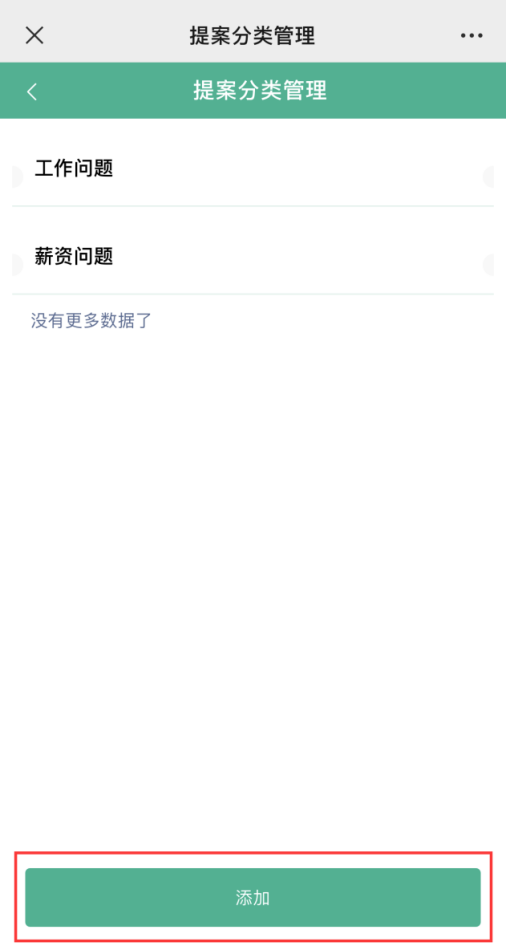 提案分类管理
提案分类管理
工作问题
薪资问题
没有更多数据了
添加